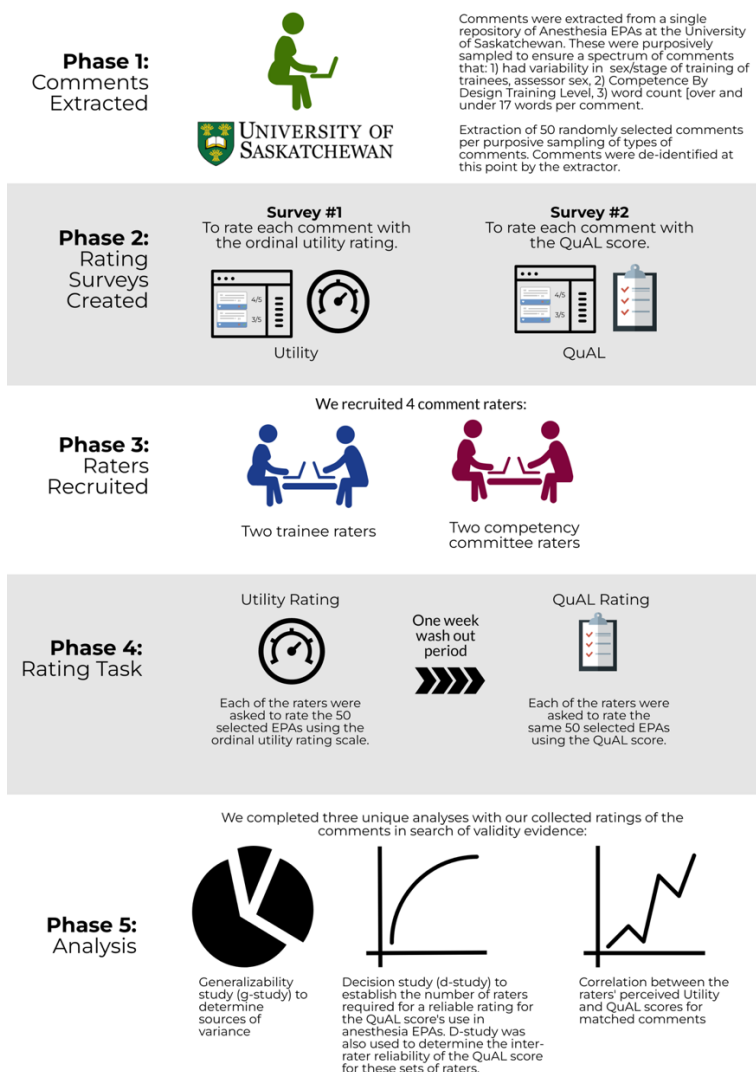 Phase 1:
Comments
Extracted
UNIVERSITY OF
SASKATCHEWAN
Comments were extracted from a single
repository of Anesthesia EPAs at the University
of Saskatchewan. These were purposively
sampled to ensure a spectrum of comments
that: 1) had variability in sex/stage of training of
trainees, assessor sex, 2) Competence By
Design Training Level, 3) word count [over and
under 17 words per comment.
Extraction of 50 randomly selected comments
per purposive sampling of types of
comments. Comments were de-identified at
this point by the extractor.
Phase 2:
Rating
Surveys
Created
Survey #1
To rate each comment with
the ordinal utility rating.
4/5
3/5
Utility
Survey #2
To rate each comment with
the QuAL score.
4/5
3/5
QuAL
Phase 3:
Raters
Recruited
We recruited 4 comment raters:
Two trainee raters
Two competency
committee raters
Phase 4:
Rating Task
Utility Rating
Each of the raters were
asked to rate the 50
selected EPAs using the
ordinal utility rating scale.
One week
wash out
period
QuAL Rating
Each of the raters were
asked to rate the
same 50 selected EPAs
using the QuAL score.
Phase 5:
Analysis
We completed three unique analyses with our collected ratings of the
comments in search of validity evidence:
Generalizability
study (g-study) to
determine
sources of
variance
Decision study (d-study) to
establish the number of raters
required for a reliable rating for
the QuAL score's use in
anesthesia EPAs. D-study was
also used to determine the inter-
rater reliability of the QuAL score
for these sets of raters.
Correlation between the
raters' perceived Utility
and QuAL scores for
matched comments